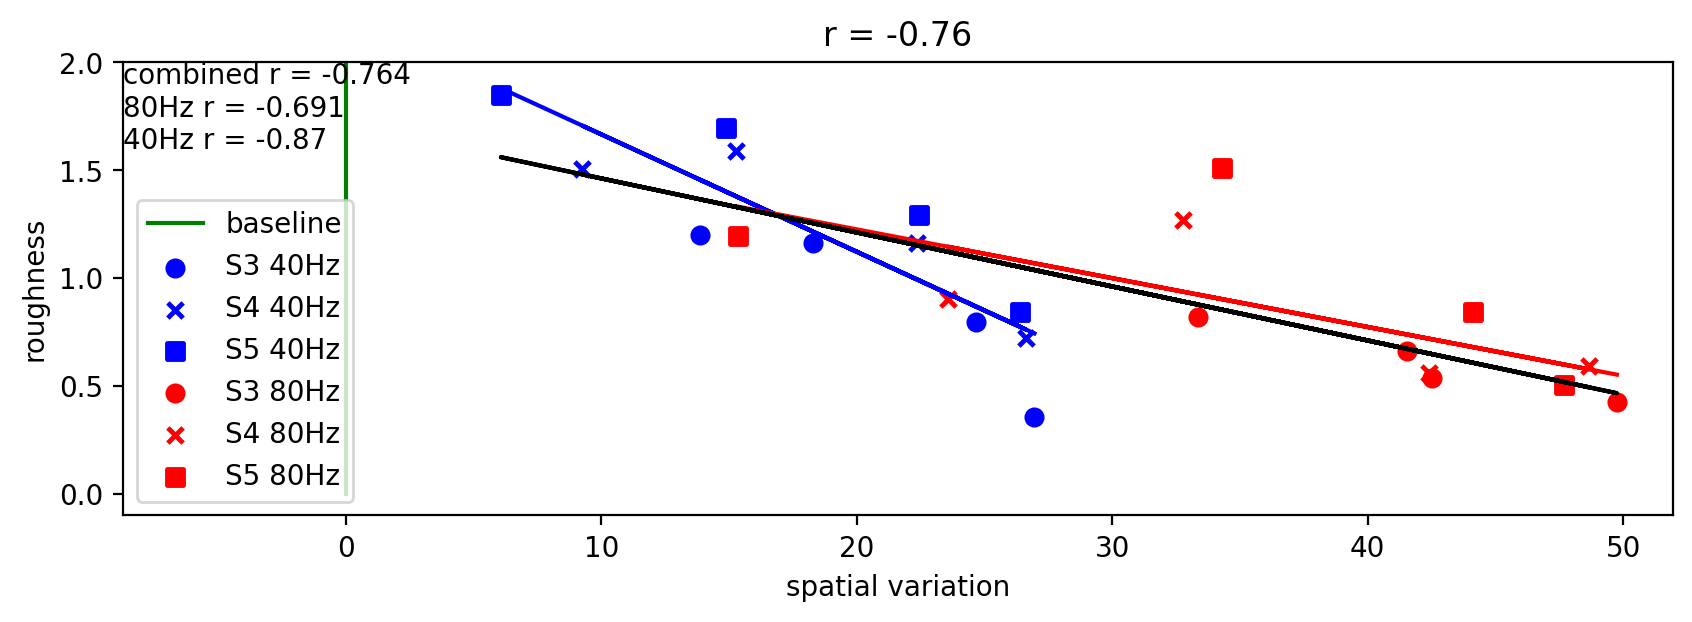 r = -0.76
combined r = -0.764
80Hz r = -0.691
40Hz r = -0.87
2.0
1.5
1.0
0.5
0.0
roughness
baseline
S3 40Hz
S4 40Hz
S5 40Hz
S3 80Hz
S4 80Hz
S5 80Hz
0 10 20 30 40 50
spatial variation